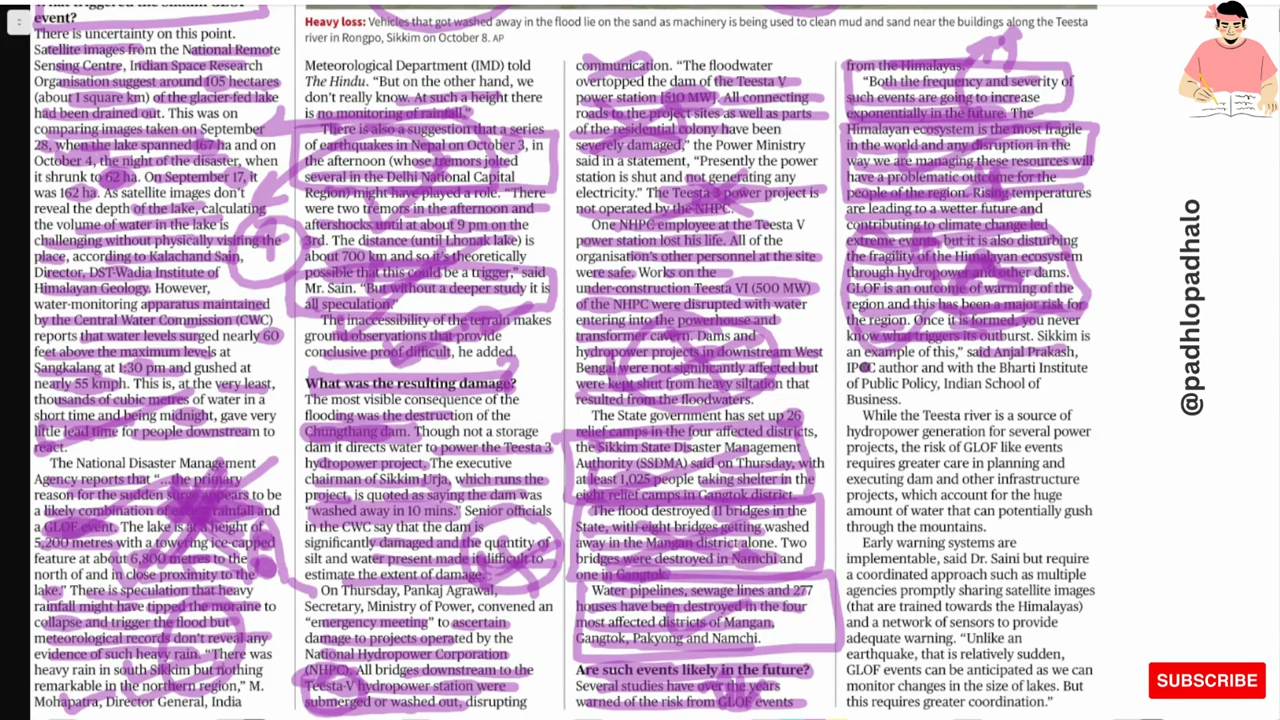 What triggered the Sikkim GLOF
event?
There is uncertainty on this point.
Satellite images from the National Remote
Sensing Centre, Indian Space Research
Organisation suggest around 105 hectares
(about 1 square km) of the glacier-fed lake
had been drained out. This was on
comparing images taken on September
28, when the lake spanned 167 ha and on
October 4, the night of the disaster, when
it shrunk to 62 ha. On September 17, it
was 162 ha. As satellite images don't
reveal the depth of the lake, calculating
the volume of water in the lake is
challenging without physically visiting the
place, according to Kalachand Sain,
Director, DST-Wadia Institute of
Himalayan Geology. However,
water-monitoring apparatus maintained
by the Central Water Commission (CWC)
reports that water levels surged nearly 60
feet above the maximum levels at
Sangkalang at 1:30 pm and gushed at
nearly 55 kmph. This is, at the very least,
thousands of cubic metres of water in a
short time and being midnight, gave very
little lead time for people downstream to
react.
The National Disaster Management
Agency reports that “...the primary
reason for the sudden surge appears to be
a likely combination of excess rainfall and
a GLOF event. The lake is at a height of
5,200 metres with a towering ice-capped
feature at about 6,800 metres to the
north of and in close proximity to the
lake.” There is speculation that heavy
rainfall might have tipped the moraine to
collapse and trigger the flood but
meteorological records don't reveal any
evidence of such heavy rain. “There was
heavy rain in south Sikkim but nothing
remarkable in the northern region,” M.
Mohapatra, Director General, India
Heavy loss: Vehicles that got washed away in the flood lie on the sand as machinery is being used to clean mud and sand near the buildings along the Teesta
river in Rongpo, Sikkim on October 8. AP
Meteorological Department (IMD) told
The Hindu. “But on the other hand, we
don't really know. At such a height there
is no monitoring of rainfall.”
There is also a suggestion that a series
of earthquakes in Nepal on October 3, in
the afternoon (whose tremors jolted
several in the Delhi National Capital
Region) might have played a role. “There
were two tremors in the afternoon and
aftershocks until at about 9 pm on the
3rd. The distance (until Lhonak lake) is
about 700 km and so it's theoretically
possible that this could be a trigger,” said
Mr. Sain. “But without a deeper study it is
all speculation.”
The inaccessibility of the terrain makes
ground observations that provide
conclusive proof difficult, he added.
What was the resulting damage?
The most visible consequence of the
flooding was the destruction of the
Chungthang dam. Though not a storage
dam it directs water to power the Teesta 3
hydropower project. The executive
chairman of Sikkim Urja, which runs the
project, is quoted as saying the dam was
“washed away in 10 mins.” Senior officials
in the CWC say that the dam is
significantly damaged and the quantity of
silt and water present made it difficult to
estimate the extent of damage.
On Thursday, Pankaj Agrawal,
Secretary, Ministry of Power, convened an
“emergency meeting” to ascertain
damage to projects operated by the
National Hydropower Corporation
(NHPC). All bridges downstream to the
Teesta-V hydropower station were
submerged or washed out, disrupting
communication. “The floodwater
overtopped the dam of the Teesta V
power station [510 MW]. All connecting
roads to the project sites as well as parts
of the residential colony have been
severely damaged,” the Power Ministry
said in a statement, “Presently the power
station is shut and not generating any
electricity.” The Teesta 3 power project is
not operated by the NHPC.
One NHPC employee at the Teesta V
power station lost his life. All of the
organisation's other personnel at the site
were safe. Works on the
under-construction Teesta VI (500 MW)
of the NHPC were disrupted with water
entering into the powerhouse and
transformer cavern. Dams and
hydropower projects in downstream West
Bengal were not significantly affected but
were kept shut from heavy siltation that
resulted from the floodwaters.
The State government has set up 26
relief camps in the four affected districts,
the Sikkim State Disaster Management
Authority (SSDMA) said on Thursday, with
at least 1,025 people taking shelter in the
eight relief camps in Gangtok district.
The flood destroyed 11 bridges in the
State, with eight bridges getting washed
away in the Mangan district alone. Two
bridges were destroyed in Namchi and
one in Gangtok.
Water pipelines, sewage lines and 277
houses have been destroyed in the four
most affected districts of Mangan,
Gangtok, Pakyong and Namchi.
Are such events likely in the future?
Several studies have over the years
warned of the risk from GLOF events
from the Himalayas.
“Both the frequency and severity of
such events are going to increase
exponentially in the future. The
Himalayan ecosystem is the most fragile
in the world and any disruption in the
way we are managing these resources will
have a problematic outcome for the
people of the region. Rising temperatures
are leading to a wetter future and
contributing to climate change led
extreme events, but it is also disturbing
the fragility of the Himalayan ecosystem
through hydropower and other dams.
GLOF is an outcome of warming of the
region and this has been a major risk for
the region. Once it is formed, you never
know what triggers its outburst. Sikkim is
an example of this,” said Anjal Prakash,
IPCC author and with the Bharti Institute
of Public Policy, Indian School of
Business.
While the Teesta river is a source of
hydropower generation for several power
projects, the risk of GLOF like events
requires greater care in planning and
executing dam and other infrastructure
projects, which account for the huge
amount of water that can potentially gush
through the mountains.
Early warning systems are
implementable, said Dr. Saini but require
a coordinated approach such as multiple
agencies promptly sharing satellite images
(that are trained towards the Himalayas)
and a network of sensors to provide
adequate warning. “Unlike an
earthquake, that is relatively sudden,
GLOF events can be anticipated as we can
monitor changes in the size of lakes. But
this requires greater coordination.”
@padhlopadhalo
SUBSCRIBE